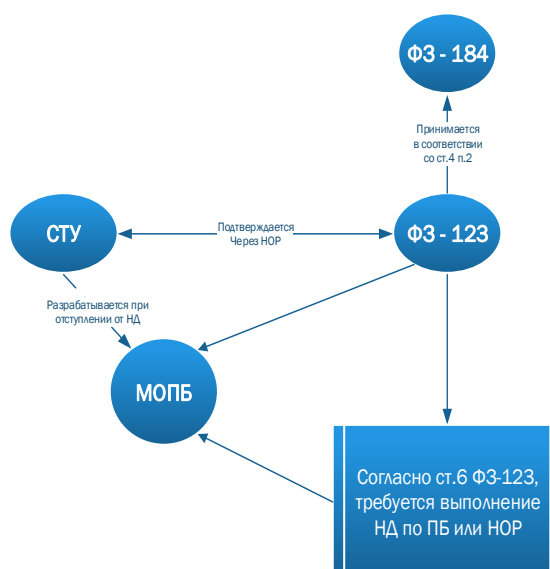 ФЗ - 184
Принимается
в соответствии
со ст.4 п.2
СТУ
Подтверждается
Через НОР
ФЗ - 123
Разрабатывается при
отступлении от НД
МОПБ
Согласно ст.6 ФЗ-123,
требуется выполнение
НД по ПБ или НОР